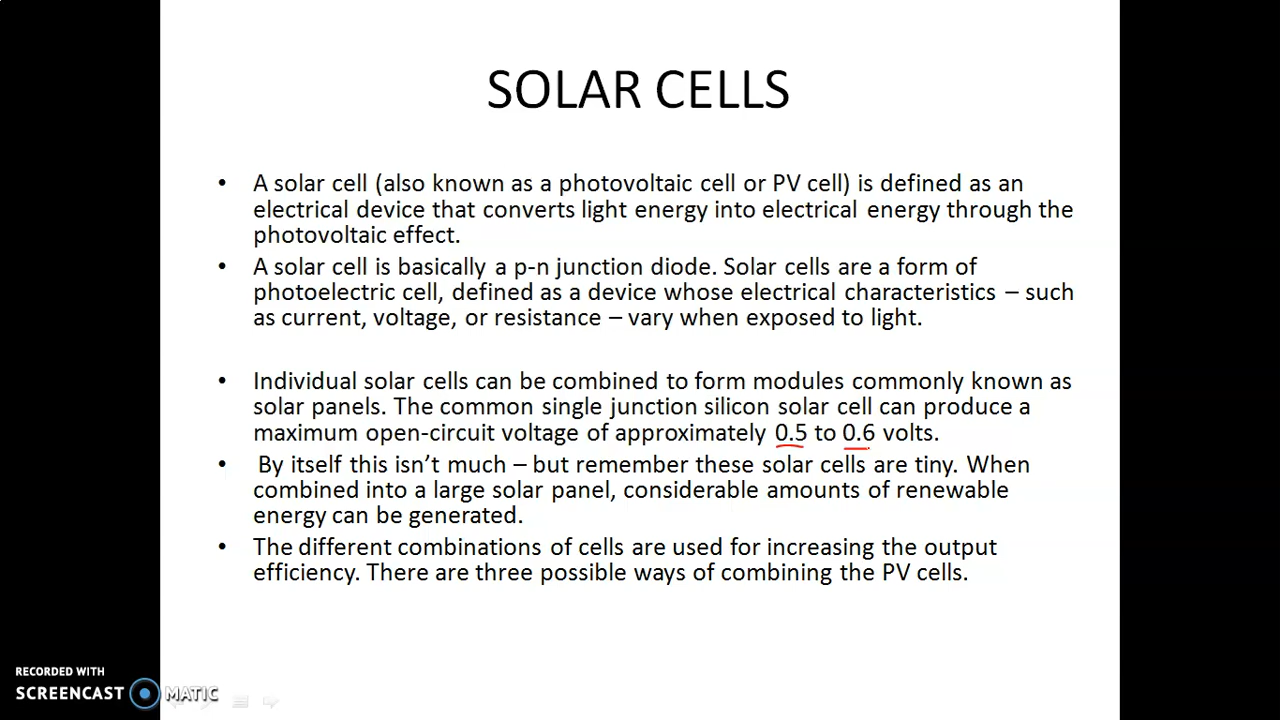 SOLAR CELLS
• A solar cell (also known as a photovoltaic cell or PV cell) is defined as an
electrical device that converts light energy into electrical energy through the
photovoltaic effect.
• A solar cell is basically a p-n junction diode. Solar cells are a form of
photoelectric cell, defined as a device whose electrical characteristics – such
as current, voltage, or resistance – vary when exposed to light.
• Individual solar cells can be combined to form modules commonly known as
solar panels. The common single junction silicon solar cell can produce a
maximum open-circuit voltage of approximately 0.5 to 0.6 volts.
• By itself this isn’t much – but remember these solar cells are tiny. When
combined into a large solar panel, considerable amounts of renewable
energy can be generated.
• The different combinations of cells are used for increasing the output
efficiency. There are three possible ways of combining the PV cells.
RECORDED WITH
SCREENCAST MATIC